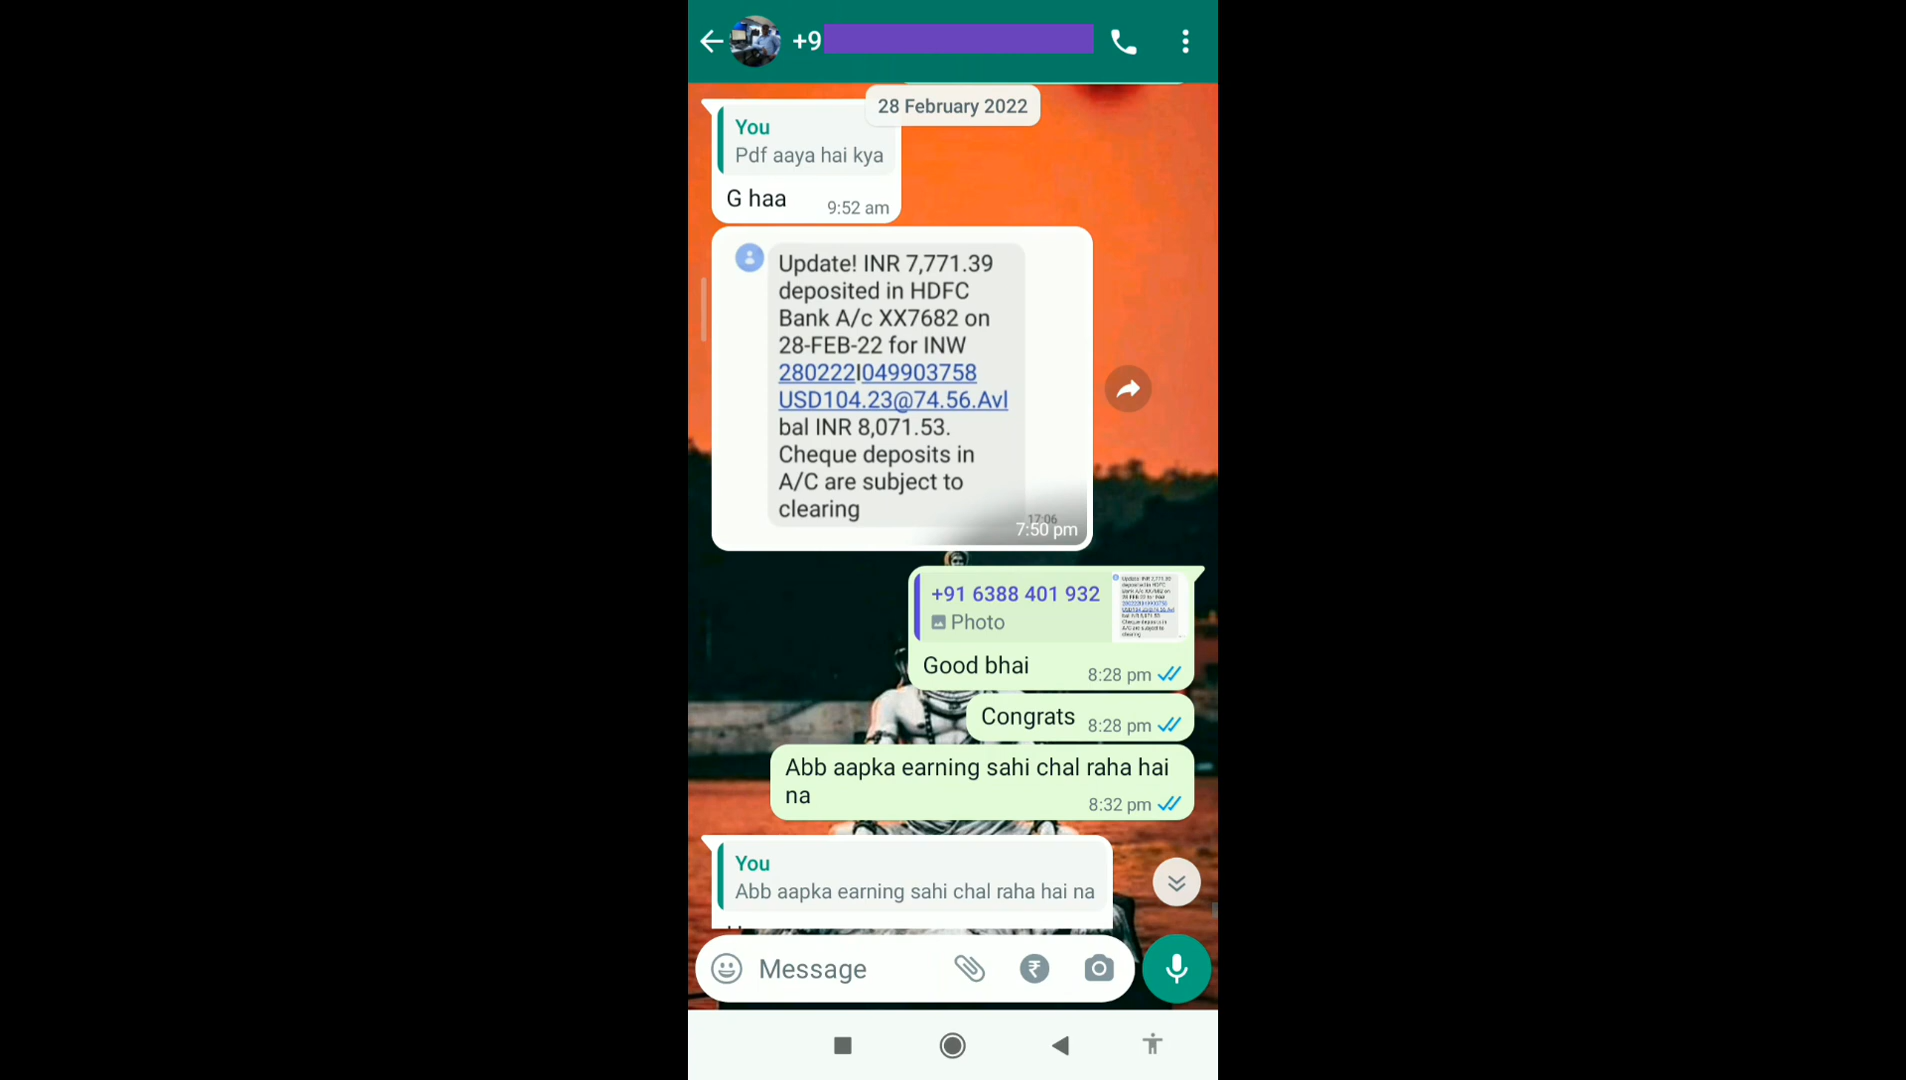 +9
28 February 2022
You
Pdf aaya hai kya
G haa
9:52 am
Update! INR 7,771.39
deposited in HDFC
Bank A/c XX7682 on
28-FEB-22 for INW
280222I049903758
USD104.23@74.56.Avl
bal INR 8,071.53.
Cheque deposits in
A/C are subject to
clearing
17:06
7:50 pm
+91 6388 401 932
Photo
Good bhai
8:28 pm
Congrats
8:28 pm
Abb aapka earning sahi chal raha hai
na
8:32 pm
You
Abb aapka earning sahi chal raha hai na
Message